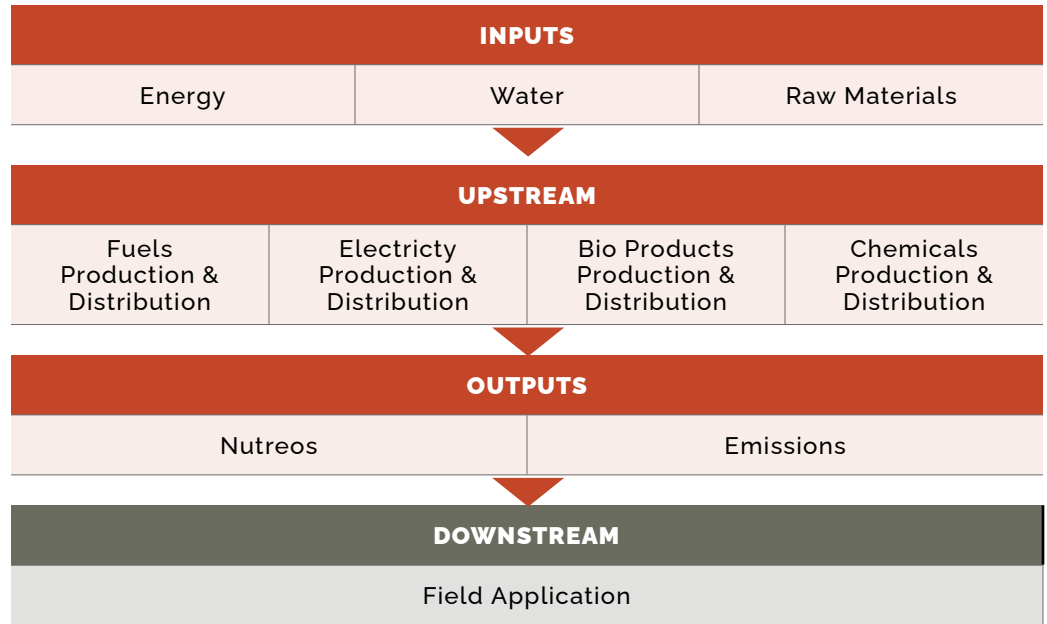 INPUTS
Energy
Water
Raw Materials
UPSTREAM
Fuels
Production &
Distribution
Electricty
Production &
Distribution
Bio Products
Production &
Distribution
Chemicals
Production &
Distribution
OUTPUTS
Nutreos
Emissions
DOWNSTREAM
Field Application